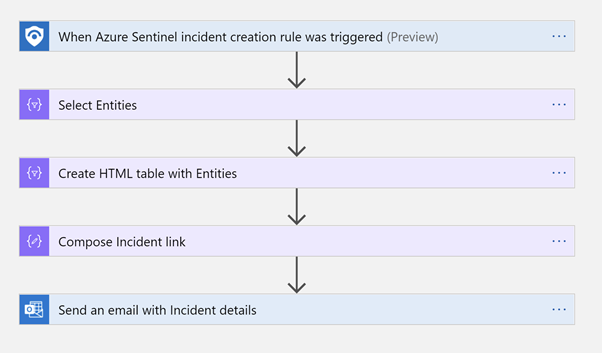 When Azure Sentinel incident creation rule was triggered (Preview)
Select Entities
Create HTML table with Entities
Compose Incident link
Send an email with Incident details